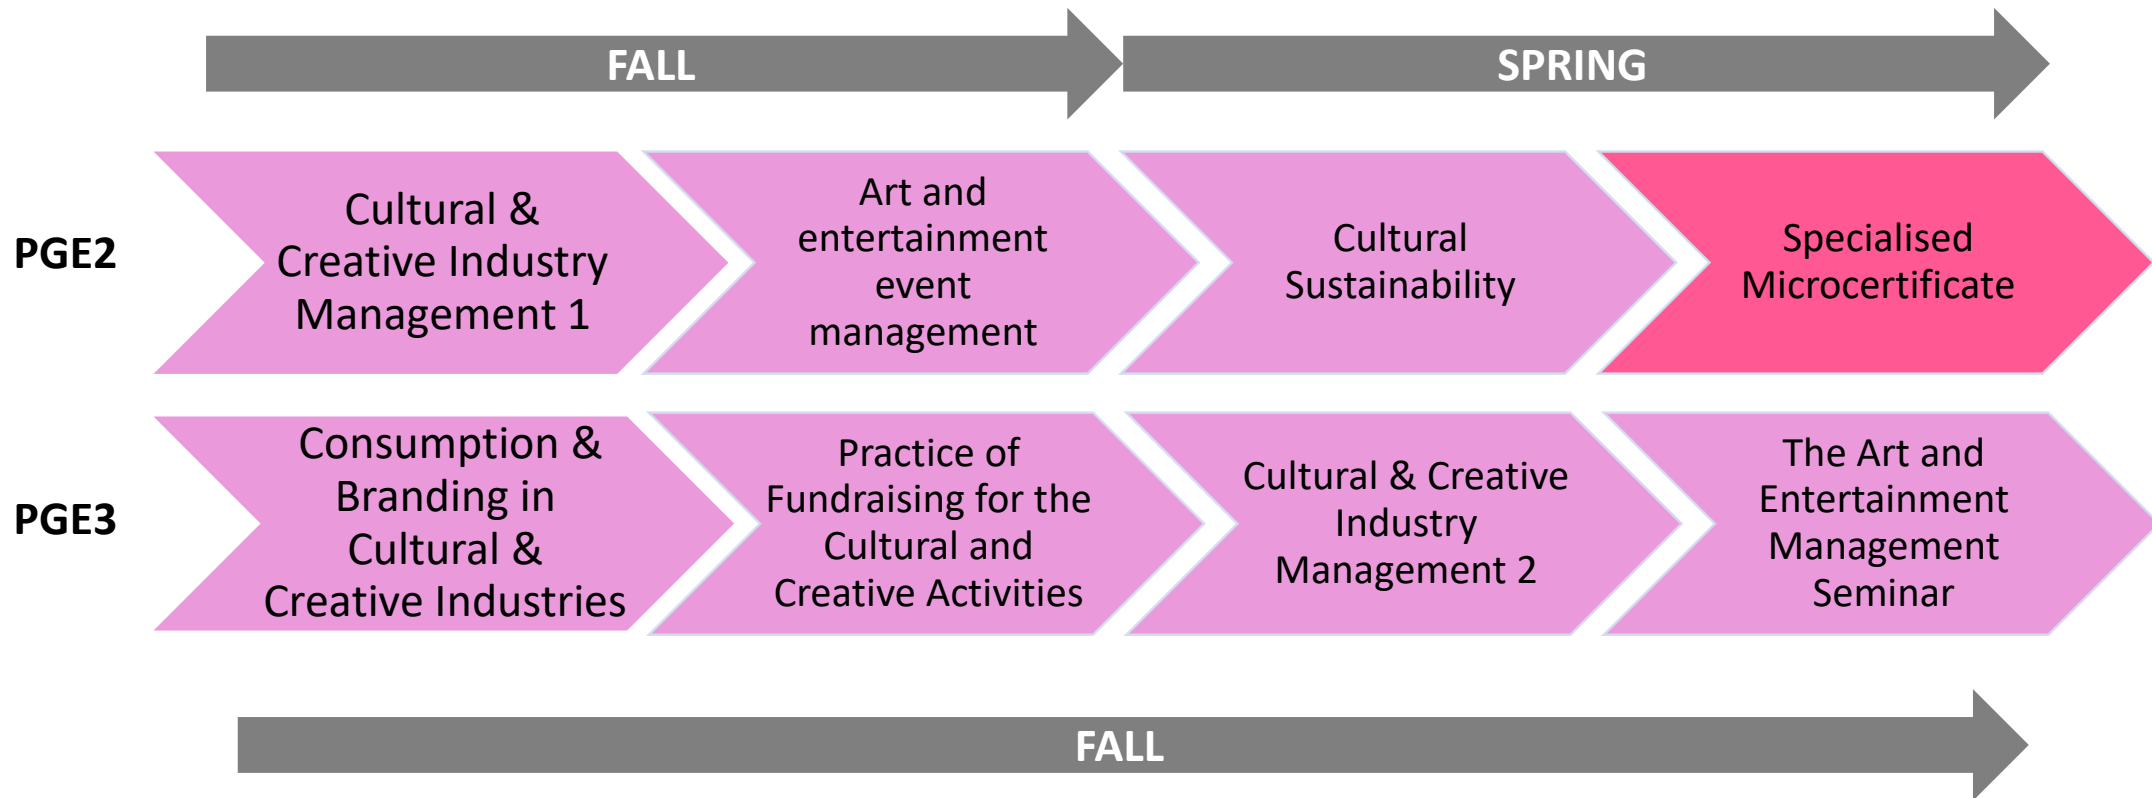 FALL
SPRING
PGE2
Cultural &
Creative Industry
Management 1
Art and
entertainment
event
management
Cultural
Sustainability
Specialised
Microcertificate
PGE3
Consumption &
Branding in
Cultural &
Creative Industries
Practice of
Fundraising for the
Cultural and
Creative Activities
Cultural & Creative
Industry
Management 2
The Art and
Entertainment
Management
Seminar
FALL